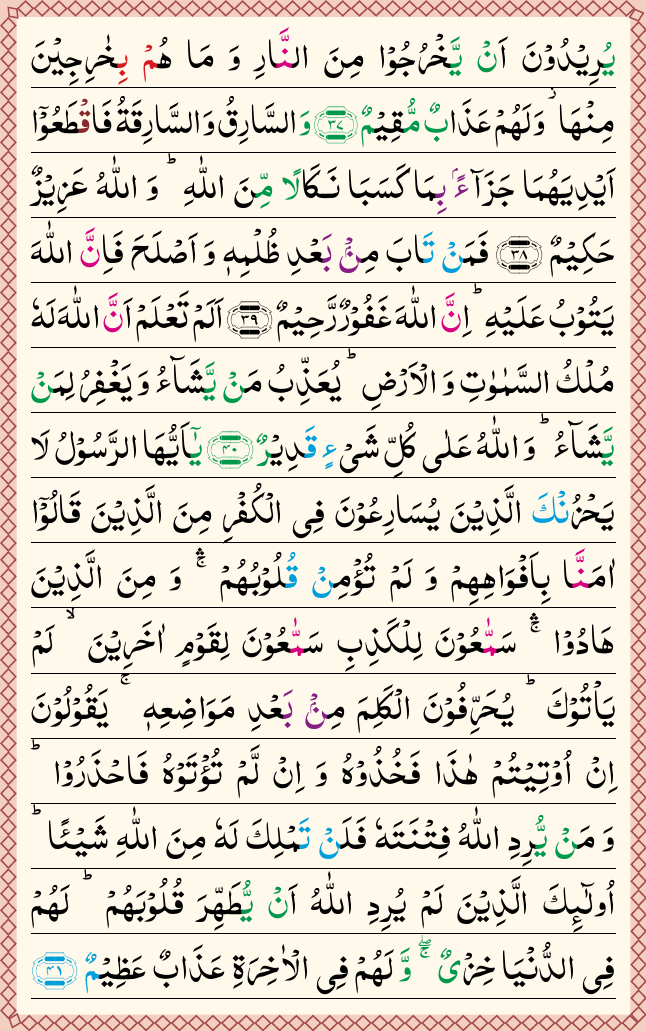 يُرِيْدُوْنَ اَنْ يَّخْرُجُوْا مِنَ النَّارِ وَ مَا هُمْ بِخٰرِجِيْنَ
مِنْهَا ۫ وَلَهُمْ عَذَابٌ مُّقِيْمٌ ﴿۳۷﴾ وَالسَّارِقُ وَالسَّارِقَةُ فَاقْطَعُوْۤا
اَيْدِيَهُمَا جَزَآءًۢ بِمَا كَسَبَا نَكَالًا مِّنَ اللّٰهِ ؕ وَ اللّٰهُ عَزِيْزٌ
حَكِيْمٌ ﴿۳۸﴾ فَمَنْ تَابَ مِنْۢ بَعْدِ ظُلْمِهٖ وَ اَصْلَحَ فَاِنَّ اللّٰهَ
يَتُوْبُ عَلَيْهِ ؕ اِنَّ اللّٰهَ غَفُوْرٌ رَّحِيْمٌ ﴿۳۹﴾ اَلَمْ تَعْلَمْ اَنَّ اللّٰهَ لَهٗ
مُلْكُ السَّمٰوٰتِ وَ الْاَرْضِ ؕ يُعَذِّبُ مَنْ يَّشَآءُ وَ يَغْفِرُ لِمَنْ
يَّشَآءُ ؕ وَ اللّٰهُ عَلٰى كُلِّ شَىْءٍ قَدِيْرٌ ﴿۴۰﴾ يٰۤاَيُّهَا الرَّسُوْلُ لَا
يَحْزُنْكَ الَّذِيْنَ يُسَارِعُوْنَ فِى الْكُفْرِ مِنَ الَّذِيْنَ قَالُوْۤا
اٰمَنَّا بِاَفْوَاهِهِمْ وَ لَمْ تُؤْمِنْ قُلُوْبُهُمْ ۛۚ وَ مِنَ الَّذِيْنَ
هَادُوْا ۛۚ سَمّٰعُوْنَ لِلْكَذِبِ سَمّٰعُوْنَ لِقَوْمٍ اٰخَرِيْنَ ۙ لَمْ
يَاْتُوْكَ ؕ يُحَرِّفُوْنَ الْكَلِمَ مِنْۢ بَعْدِ مَوَاضِعِهٖ ۚ يَقُوْلُوْنَ
اِنْ اُوْتِيْتُمْ هٰذَا فَخُذُوْهُ وَ اِنْ لَّمْ تُؤْتَوْهُ فَاحْذَرُوْا ؕ
وَ مَنْ يُّرِدِ اللّٰهُ فِتْنَتَهٗ فَلَنْ تَمْلِكَ لَهٗ مِنَ اللّٰهِ شَيْـًٔا ؕ
اُولٰٓئِكَ الَّذِيْنَ لَمْ يُرِدِ اللّٰهُ اَنْ يُّطَهِّرَ قُلُوْبَهُمْ ؕ لَهُمْ
فِى الدُّنْيَا خِزْىٌ ۖۚ وَّ لَهُمْ فِى الْاٰخِرَةِ عَذَابٌ عَظِيْمٌ ﴿۴۱﴾